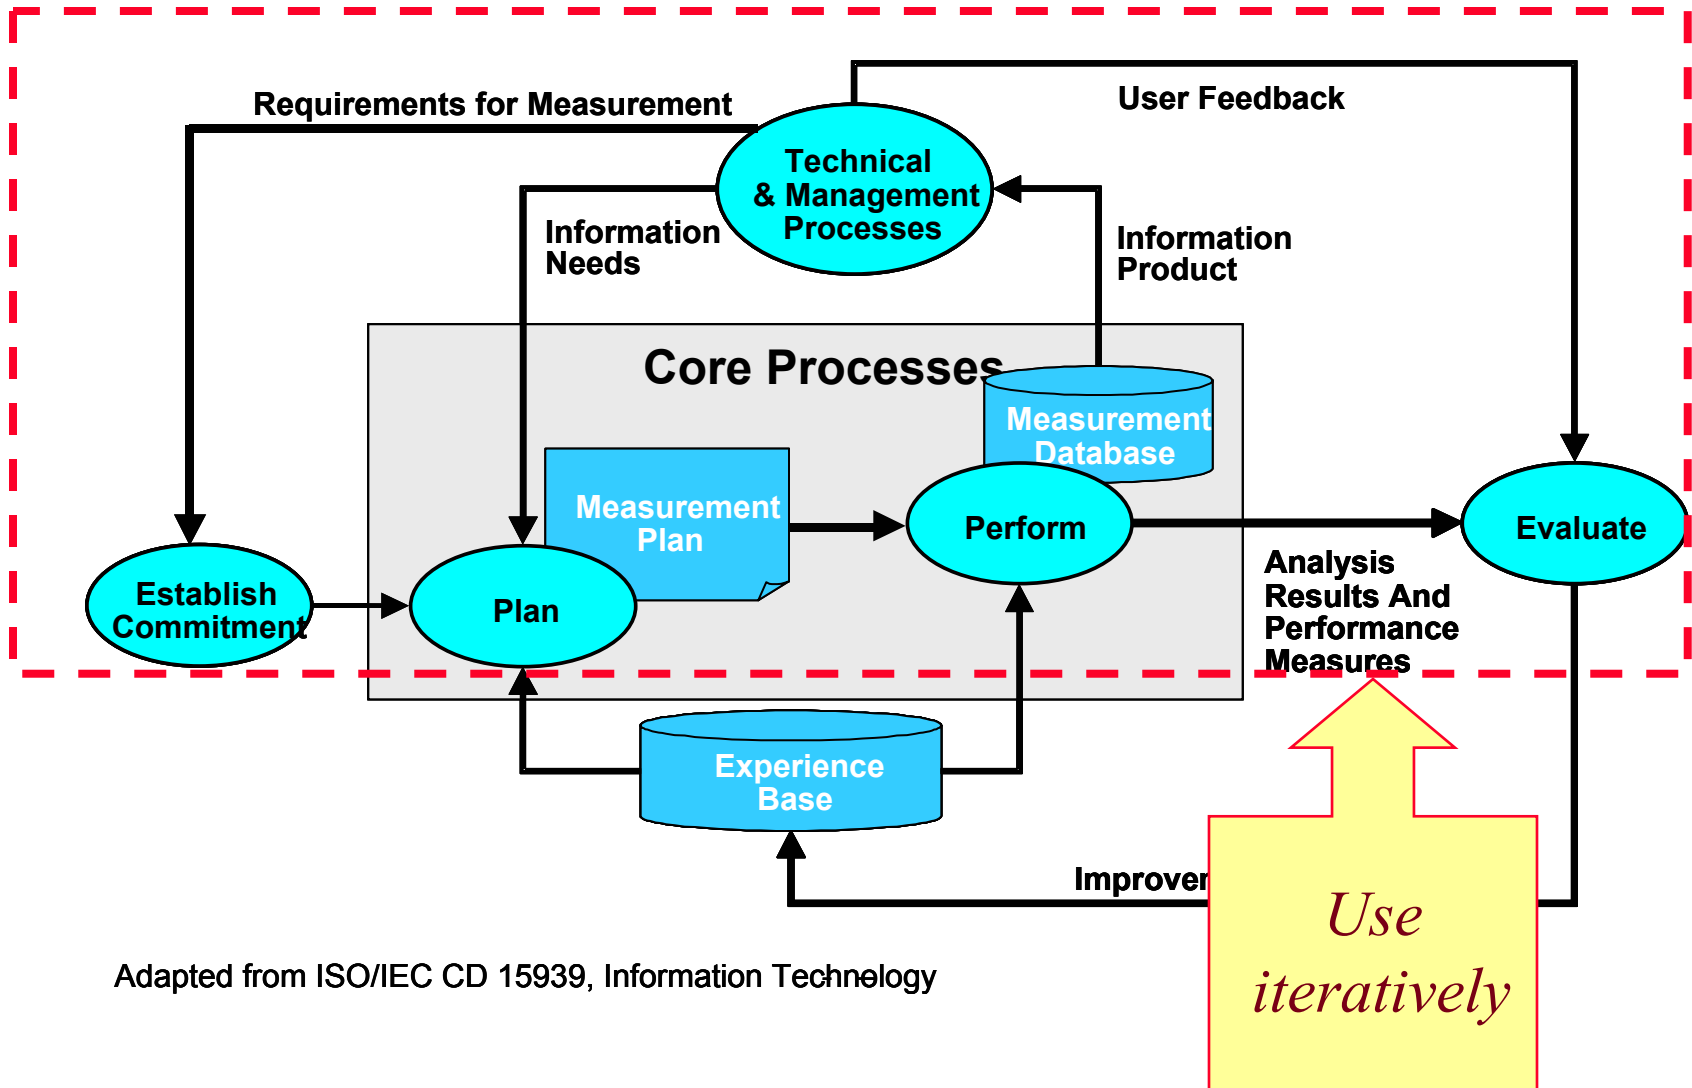 Requirements for Measurement
User Feedback
Technical
& Management
Processes
Information
Needs
Information
Product
Core Processes
Measurement
Database
Measurement
Plan
Perform
Evaluate
Establish
Commitment
Plan
Analysis
Results And
Performance
Measures
Experience
Base
Use
iteratively
Adapted from ISO/IEC CD 15939, Information Technology